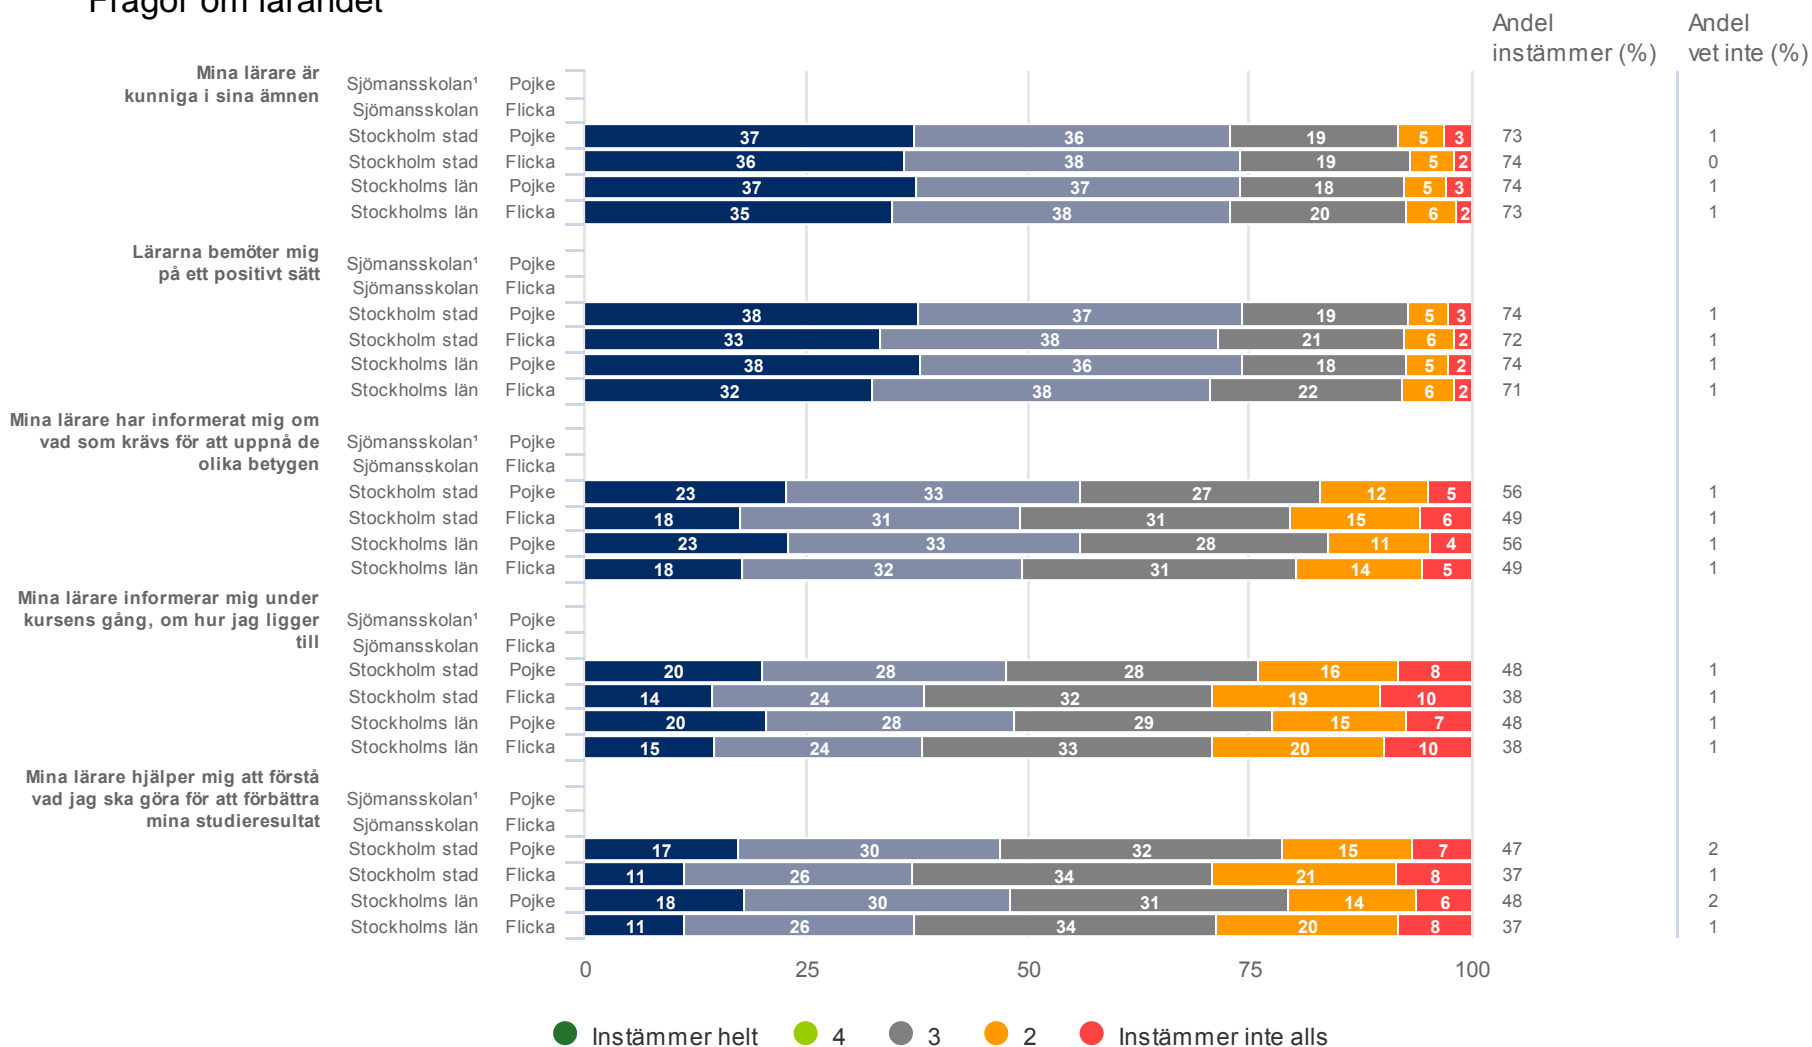 Frågor om lärandet
Andel instämmer (%)
Andel vet inte (%)
Mina lärare är
kunniga i sina ämnen
Sjömansskolan¹ Pojke
Sjömansskolan Flicka
Stockholm stad Pojke 37 36 19 5 3 73 1
Stockholm stad Flicka 36 38 19 5 2 74 0
Stockholms län Pojke 37 37 18 5 3 74 1
Stockholms län Flicka 35 38 20 6 2 73 1
Lärarna bemöter mig
på ett positivt sätt
Sjömansskolan¹ Pojke
Sjömansskolan Flicka
Stockholm stad Pojke 38 37 19 5 3 74 1
Stockholm stad Flicka 33 38 21 6 2 72 1
Stockholms län Pojke 38 36 18 5 2 74 1
Stockholms län Flicka 32 38 22 6 2 71 1
Mina lärare har informerat mig om
vad som krävs för att uppnå de
olika betygen
Sjömansskolan¹ Pojke
Sjömansskolan Flicka
Stockholm stad Pojke 23 33 27 12 5 56 1
Stockholm stad Flicka 18 31 31 15 6 49 1
Stockholms län Pojke 23 33 28 11 4 56 1
Stockholms län Flicka 18 32 31 14 5 49 1
Mina lärare informerar mig under
kursens gång, om hur jag ligger
till
Sjömansskolan¹ Pojke
Sjömansskolan Flicka
Stockholm stad Pojke 20 28 28 16 8 48 1
Stockholm stad Flicka 14 24 32 19 10 38 1
Stockholms län Pojke 20 28 29 15 7 48 1
Stockholms län Flicka 15 24 33 20 10 38 1
Mina lärare hjälper mig att förstå
vad jag ska göra för att förbättra
mina studieresultat
Sjömansskolan¹ Pojke
Sjömansskolan Flicka
Stockholm stad Pojke 17 30 32 15 7 47 2
Stockholm stad Flicka 11 26 34 21 8 37 1
Stockholms län Pojke 18 30 31 14 6 48 2
Stockholms län Flicka 11 26 34 20 8 37 1
0 25 50 75 100
Instämmer helt 4 3 2 Instämmer inte alls